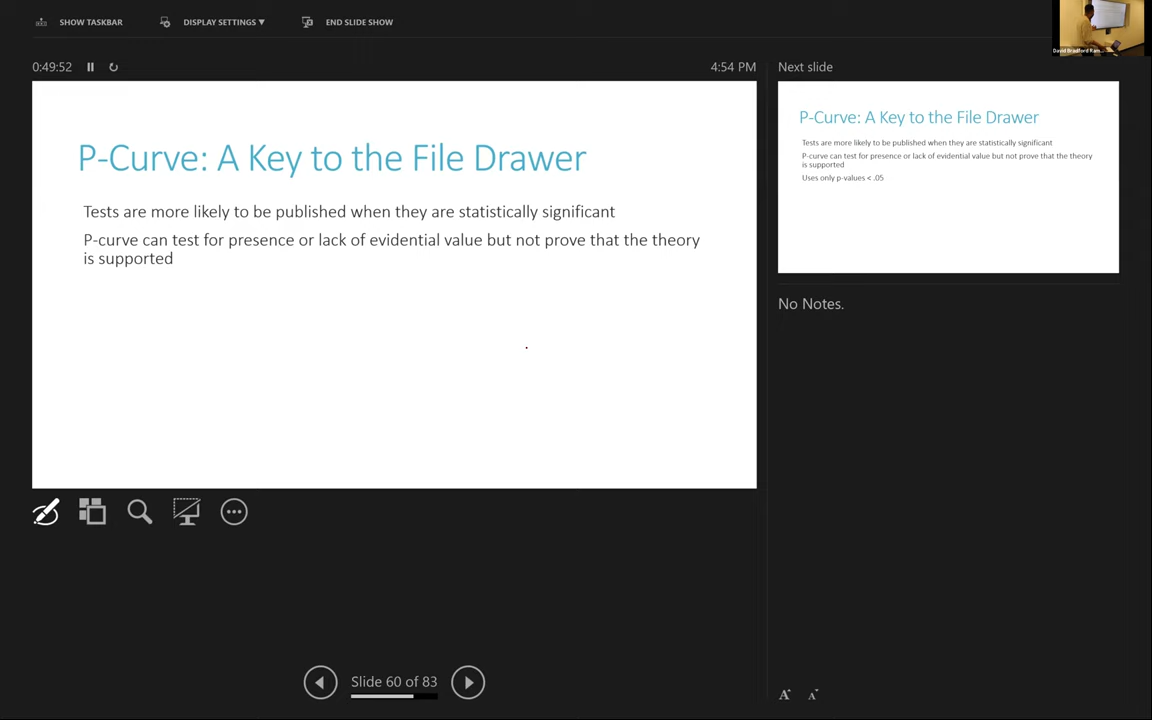 SHOW TASKBAR
DISPLAY SETTINGS ▼
END SLIDE SHOW
David Bradford Ram...
0:49:52
4:54 PM
Next slide
P-Curve: A Key to the File Drawer
Tests are more likely to be published when they are statistically significant
P-curve can test for presence or lack of evidential value but not prove that the theory
is supported
P-Curve: A Key to the File Drawer
Tests are more likely to be published when they are statistically significant
P-curve can test for presence or lack of evidential value but not prove that the theory
is supported
Uses only p-values < .05
No Notes.
Slide 60 of 83
A A